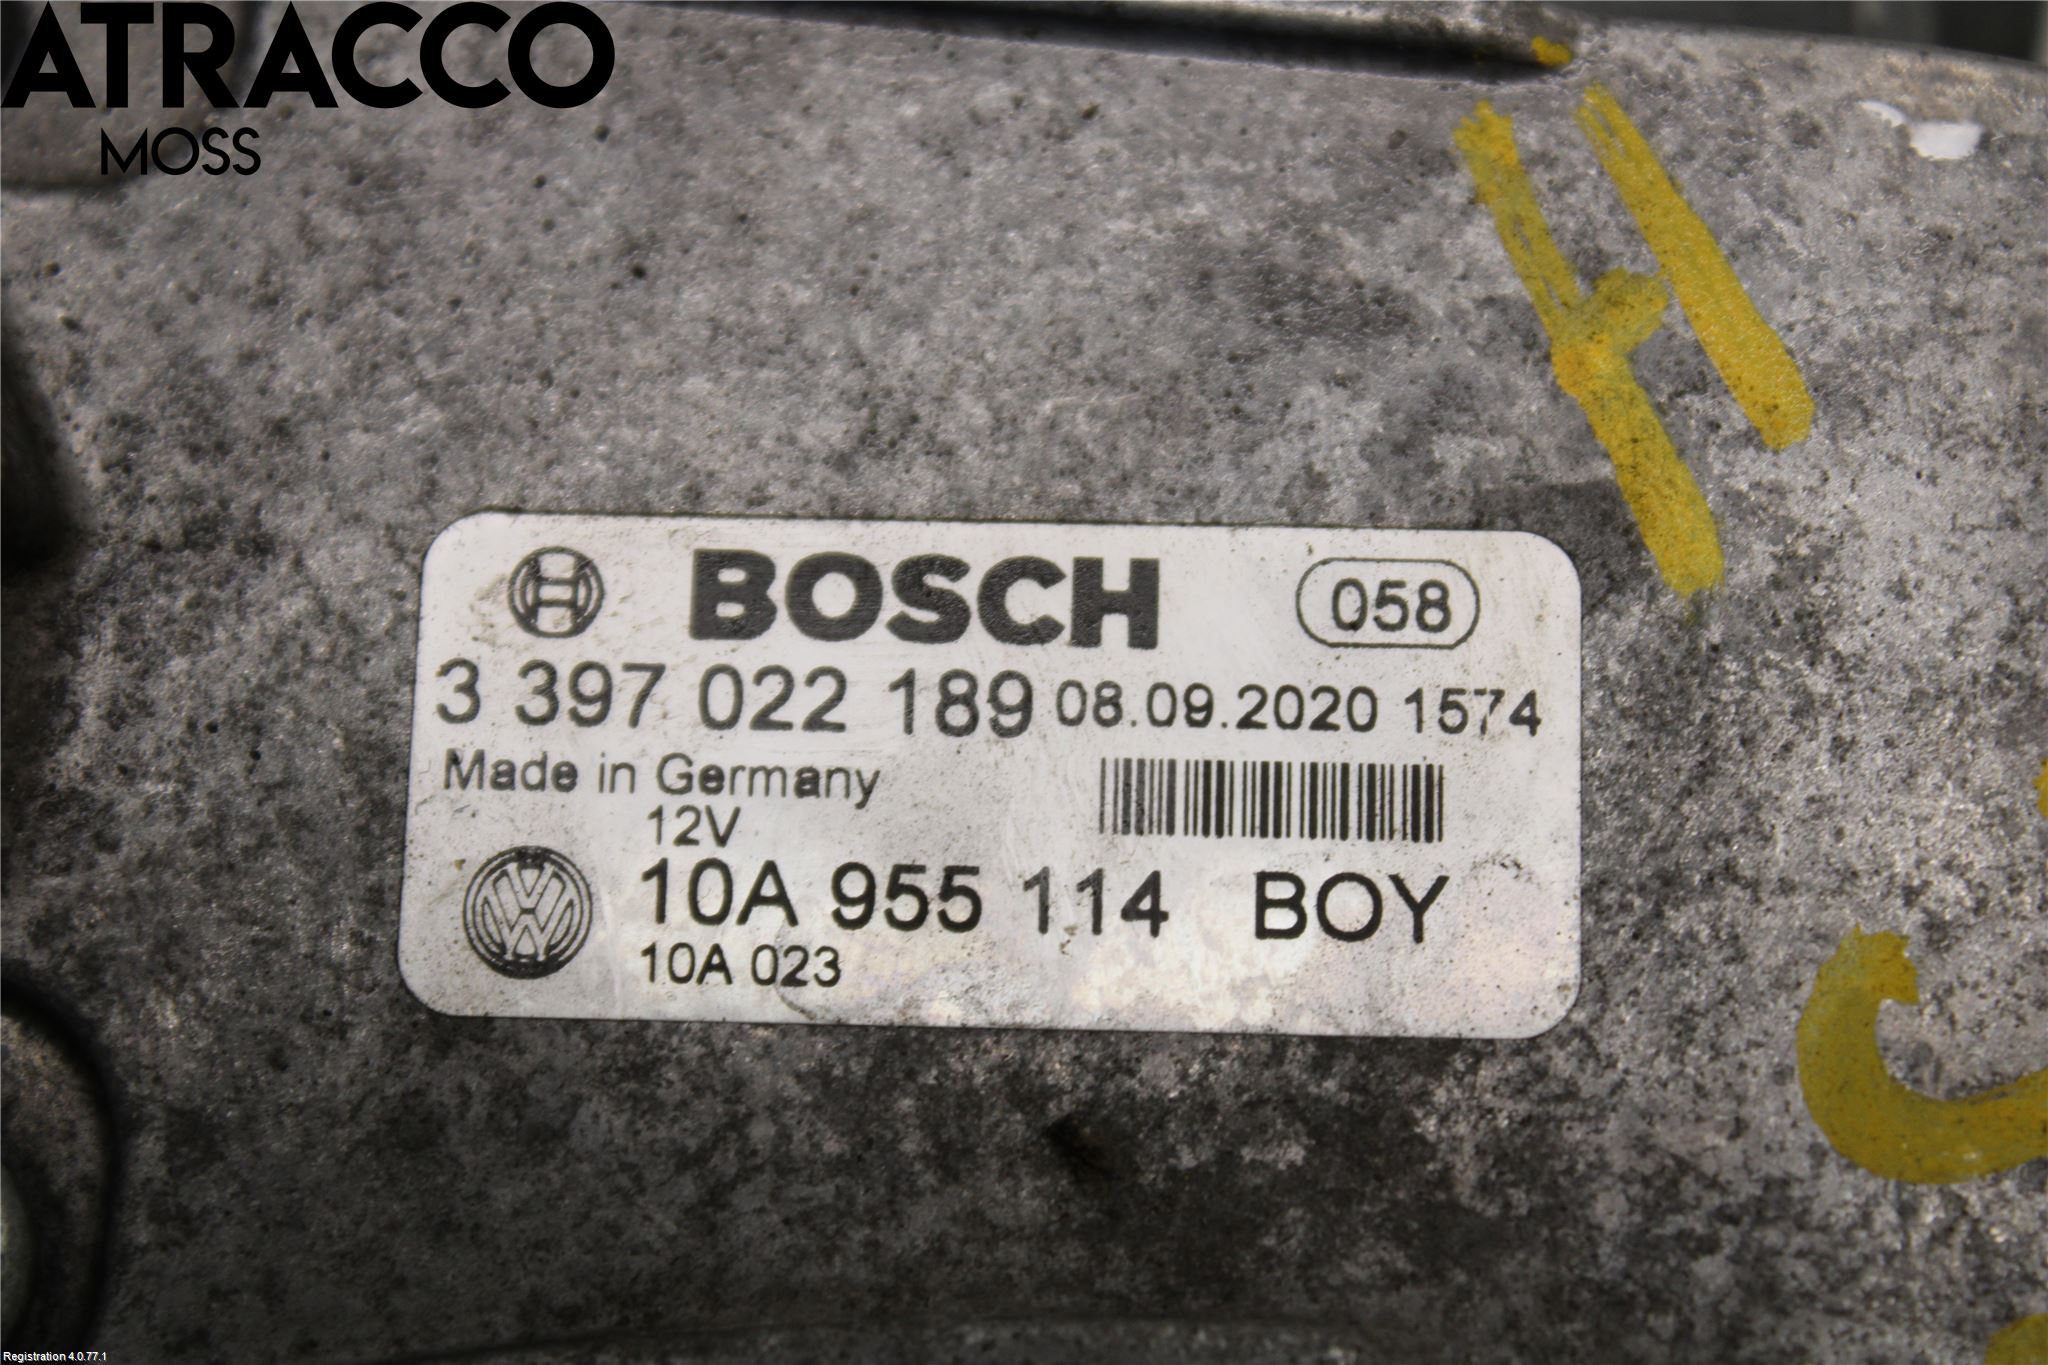 ATRACCO
MOSS
H
BOSCH 058
3 397 022 189 08.09.2020 1574
Made in Germany
12V
10A 955 114 BOY
10A 023
Registration 4.0.77.1